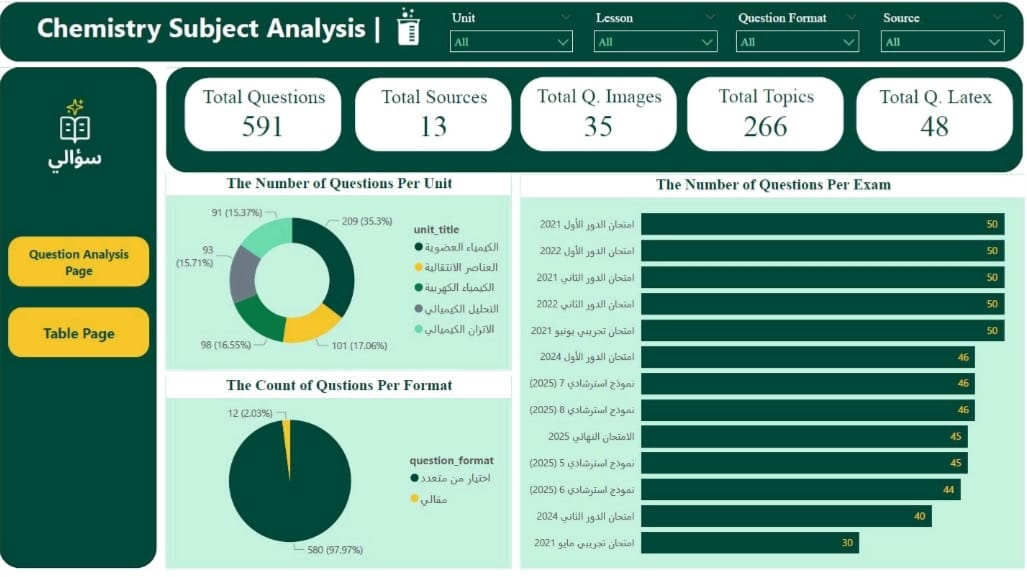 Chemistry Subject Analysis |
Unit
Lesson
Question Format
Source
All
All
All
All
سؤالي
Question Analysis
Page
Table Page
Total Questions
591
Total Sources
13
Total Q. Images
35
Total Topics
266
Total Q. Latex
48
The Number of Questions Per Unit
91 (15.37%)
209 (35.3%)
93
(15.71%)
98 (16.55%)
101 (17.06%)
unit_title
الكيمياء العضوية
العناصر الانتقالية
الكيمياء الكهربية
التحليل الكيميائي
الاتزان الكيميائي
The Count of Qustions Per Format
12 (2.03%)
580 (97.97%)
question_format
اختيار من متعدد
مقالي
The Number of Questions Per Exam
امتحان الدور الأول 2021
50
امتحان الدور الأول 2022
50
امتحان الدور الثاني 2021
50
امتحان الدور الثاني 2022
50
امتحان تجريبي يونيو 2021
50
امتحان الدور الأول 2024
46
نموذج استرشادي 7 (2025)
46
نموذج استرشادي 8 (2025)
46
الامتحان النهائي 2025
45
نموذج استرشادي 5 (2025)
45
نموذج استرشادي 6 (2025)
44
امتحان الدور الثاني 2024
40
امتحان تجريبي مايو 2021
30